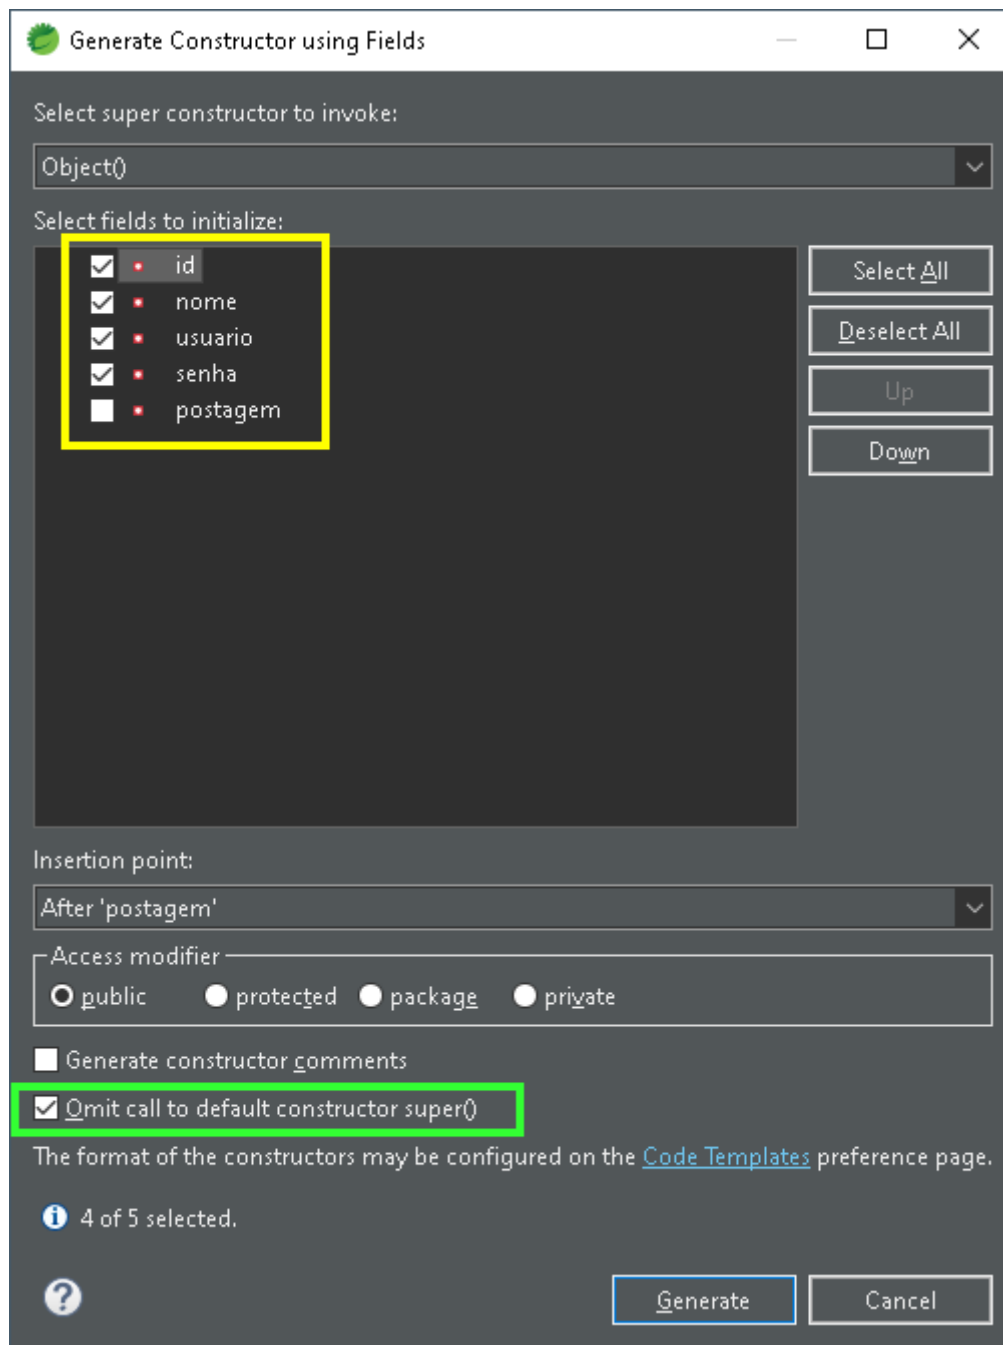 Generate Constructor using Fields
Select super constructor to invoke:
Object()
Select fields to initialize:
id
nome
usuario
senha
postagem
Select All
Deselect All
Up
Down
Insertion point:
After 'postagem'
Access modifier
public protected package private
Generate constructor comments
Omit call to default constructor super()
The format of the constructors may be configured on the Code Templates preference page.
4 of 5 selected.
Generate Cancel